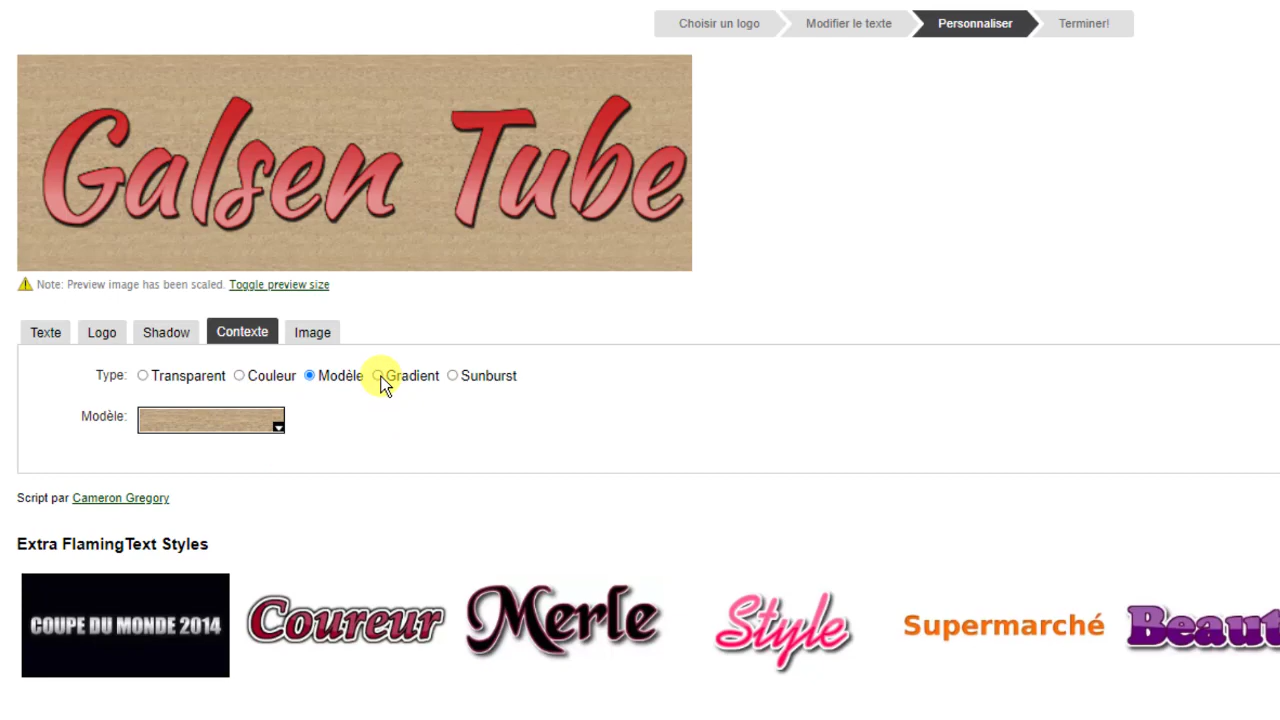 Choisir un logo Modifier le texte Personnaliser Terminer!
Galsen Tube
Note: Preview image has been scaled. Toggle preview size
Texte Logo Shadow Contexte Image
Type: Transparent Couleur Modèle Gradient Sunburst
Modèle:
Script par Cameron Gregory
Extra FlamingText Styles
COUPE DU MONDE 2014 Coureur Merle Style Supermarché Beaut